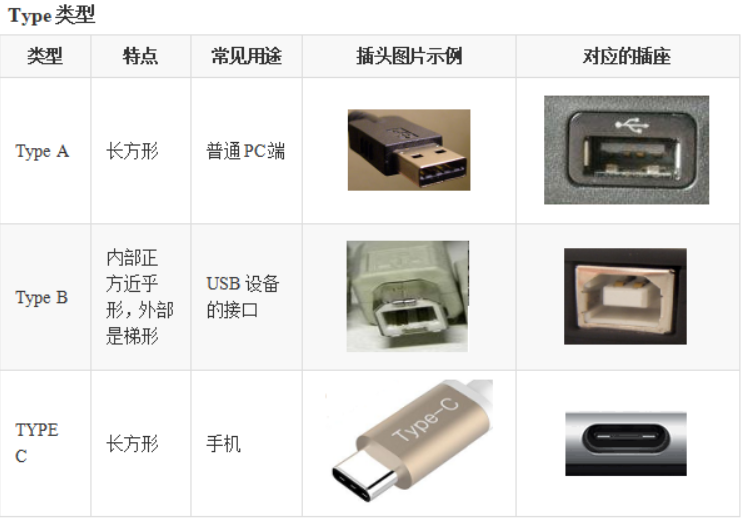 Type 类型
类型 特点 常见用途 插头图片示例 对应的插座
Type A 长方形 普通 PC 端
Type B
内部正
方近乎
形，外部
是梯形
USB 设备
的接口
TYPE
C
长方形 手机
Type-C